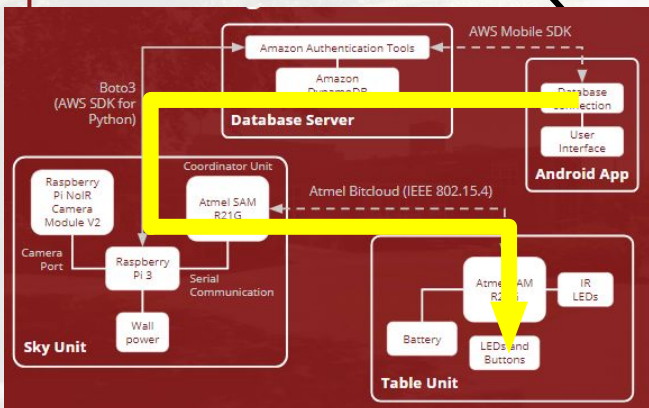 AWS Mobile SDK
Amazon Authentication Tools
Boto3
(AWS SDK for
Python)
Amazon
Database Server
Database
User
Interface
Android App
Coordinator Unit
Raspberry
Pi NoIR
Camera
Module V2
Atmel SAM
R21G
Atmel Bitcloud (IEEE 802.15.4)
Camera
Port
Raspberry
Pi 3
Serial
Communication
Wall
power
Sky Unit
IR
LEDs
Battery
LEDs and
Buttons
Table Unit